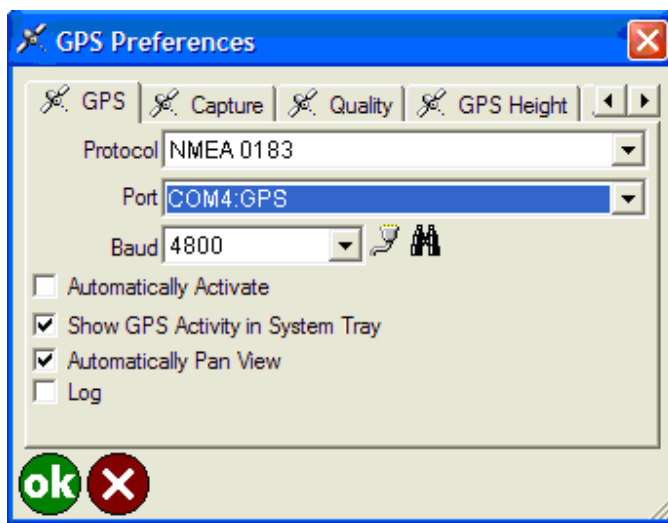 GPS Preferences
GPS Capture Quality GPS Height
Protocol NMEA 0183
Port COM4:GPS
Baud 4800
Automatically Activate
Show GPS Activity in System Tray
Automatically Pan View
Log
ok